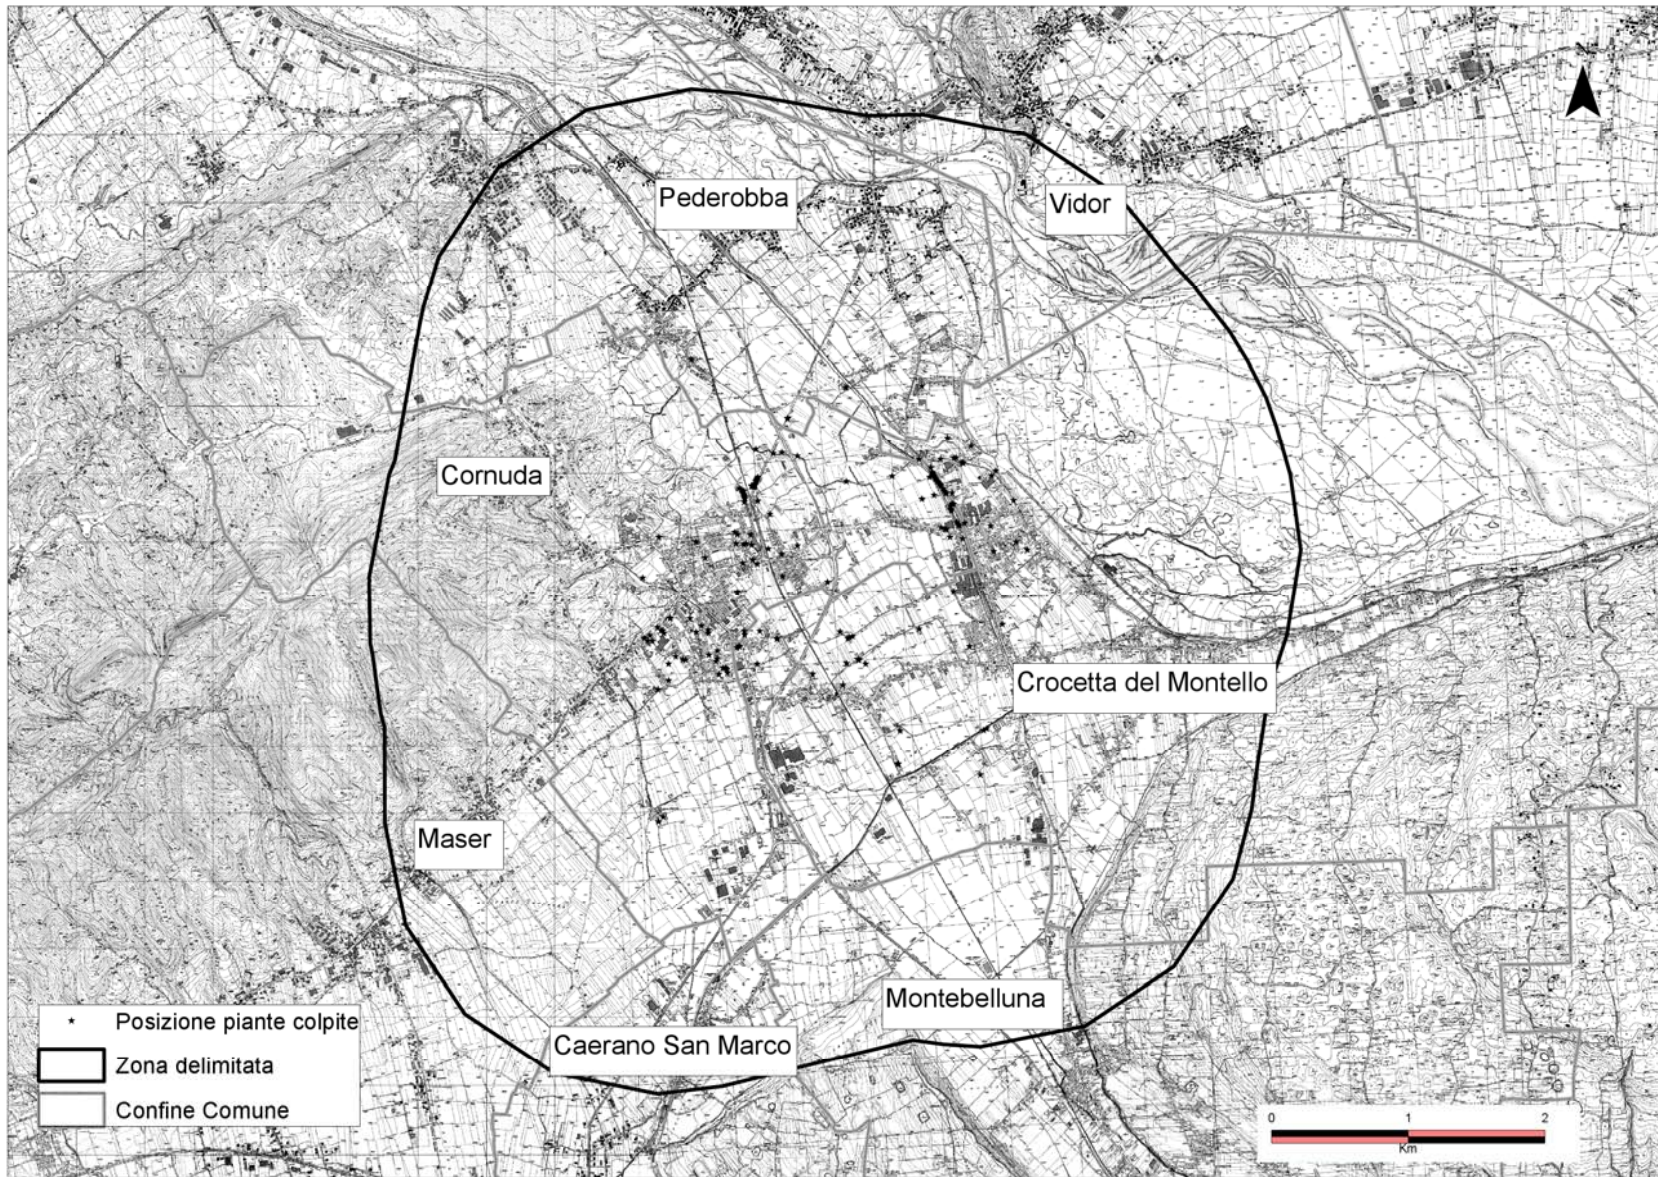 Pederobba
Vidor
Cornuda
Crocetta del Montello
Maser
Montebelluna
Caerano San Marco
Posizione piante colpite
Zona delimitata
Confine Comune
0 1 2
Km